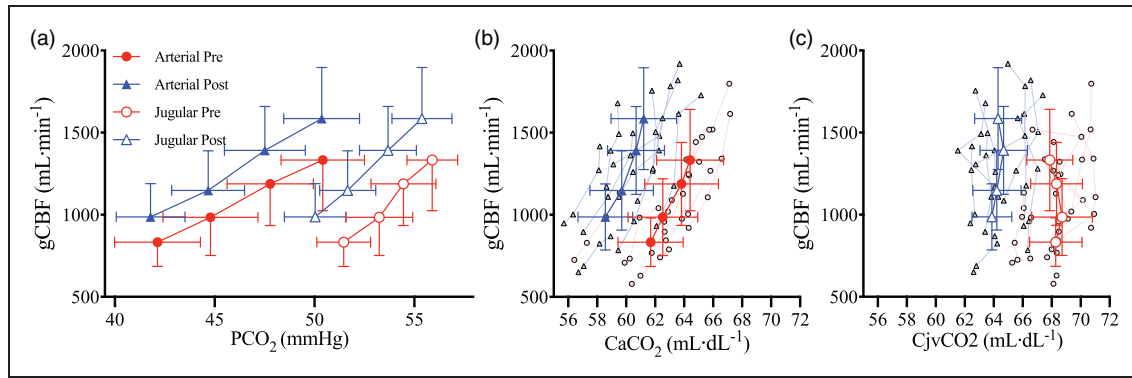 (a)
2000
1500
1000
500
gCBF (mL·min⁻¹)
Arterial Pre
Arterial Post
Jugular Pre
Jugular Post
40 45 50 55
PCO₂ (mmHg)
(b)
2000
1500
1000
500
gCBF (mL·min⁻¹)
56 58 60 62 64 66 68 70 72
CaCO₂ (mL·dL⁻¹)
(c)
2000
1500
1000
500
gCBF (mL·min⁻¹)
56 58 60 62 64 66 68 70 72
CjvCO2 (mL·dL⁻¹)